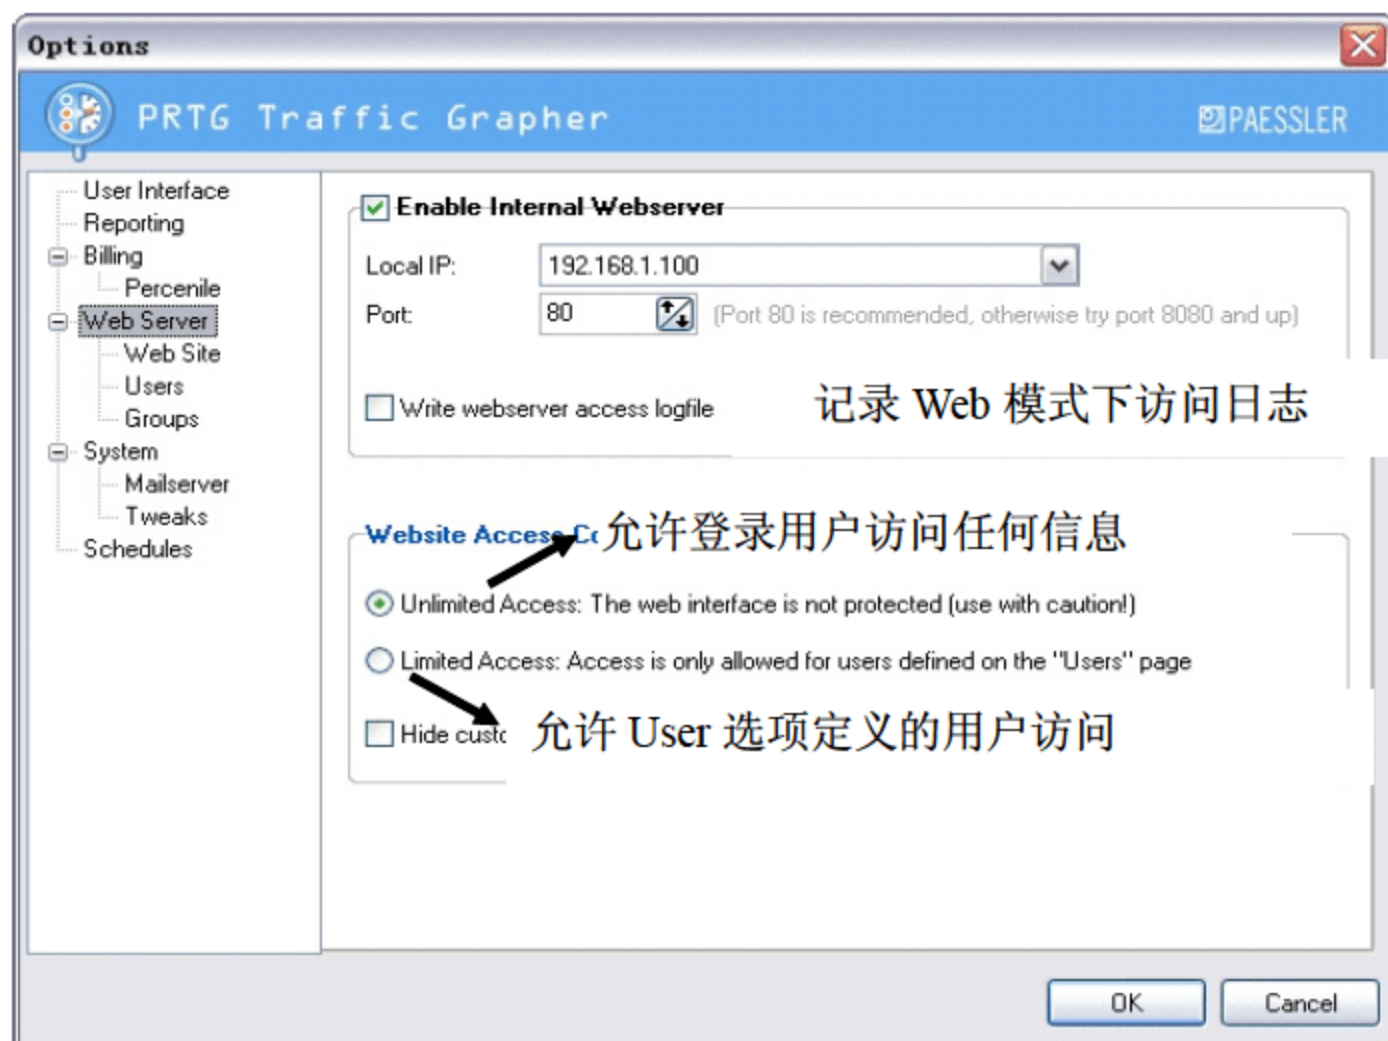 Options
PRTG Traffic Grapher
PAESSLER
User Interface
Reporting
Billing
Percenile
Web Server
Web Site
Users
Groups
System
Mailserver
Tweaks
Schedules
Enable Internal Webserver
Local IP: 192.168.1.100
Port: 80 (Port 80 is recommended, otherwise try port 8080 and up)
Write webserver access logfile 记录 Web 模式下访问日志
Website Access 允许登录用户访问任何信息
Unlimited Access: The web interface is not protected (use with caution!)
Limited Access: Access is only allowed for users defined on the "Users" page
Hide 允许 User 选项定义的用户访问
OK Cancel